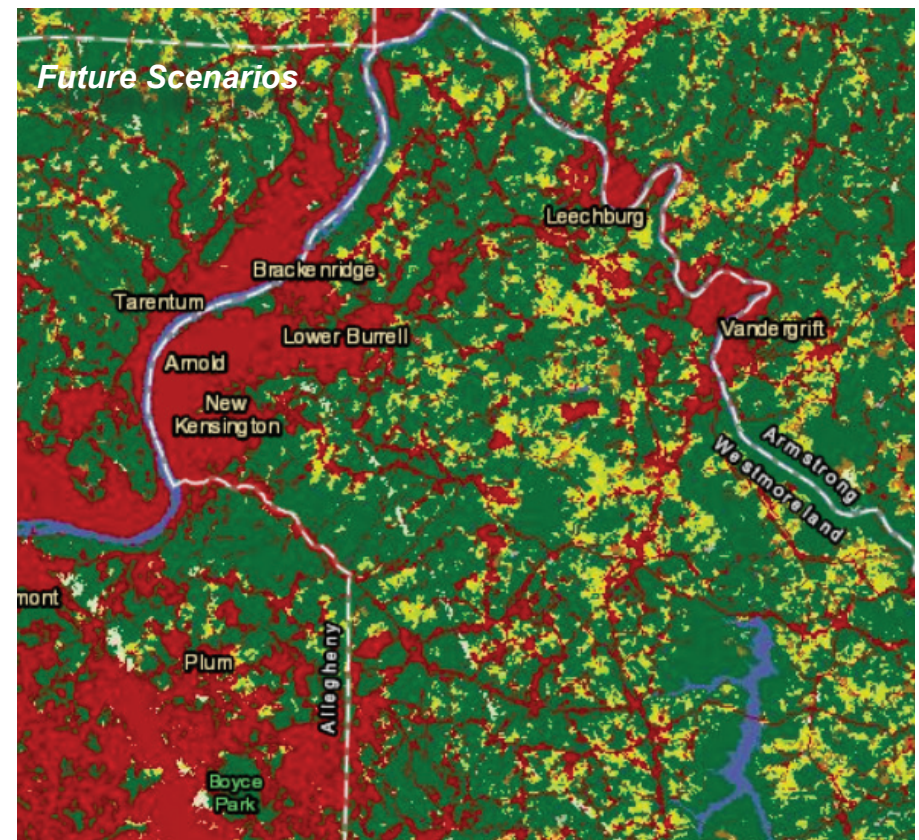 Future Scenarios
Leechburg
Brackenridge
Tarentum
Vandergrift
Lower Burrell
Arnold
New
Kensington
Armstrong
Westmoreland
mont
Plum
Allegheny
Boyce
Park